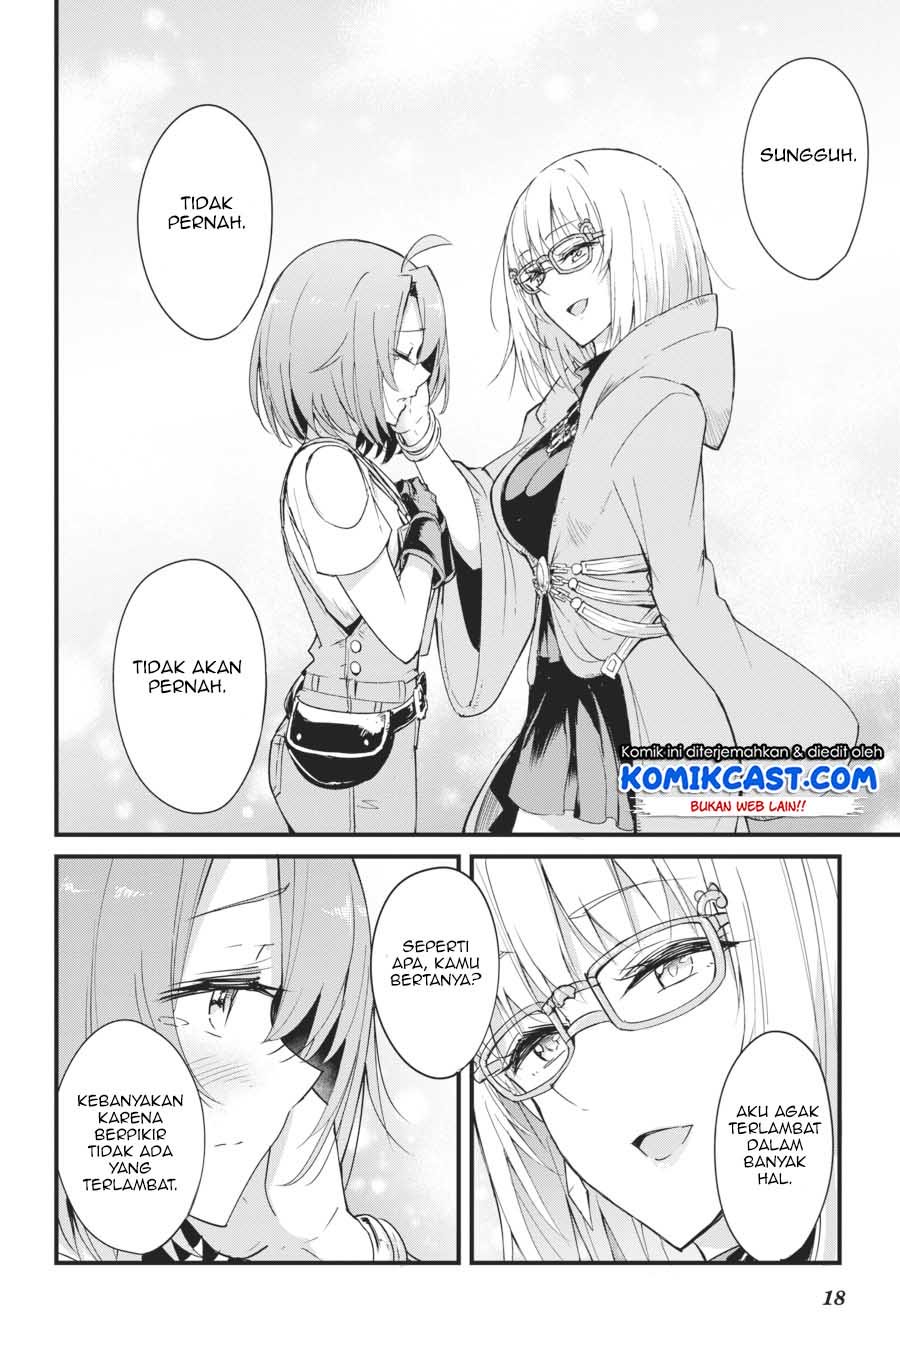 SUNGGUH.
TIDAK
PERNAH.
TIDAK AKAN
PERNAH.
Komik ini diterjemahkan & diedit oleh
KOMIKCAST.COM
BUKAN WEB LAIN!!
AKU AGAK
TERLAMBAT
DALAM
BANYAK
HAL.
SEPERTI
APA, KAMU
BERTANYA?
KEBANYAKAN
KARENA
BERPIKIR
TIDAK ADA
YANG
TERLAMBAT.
18